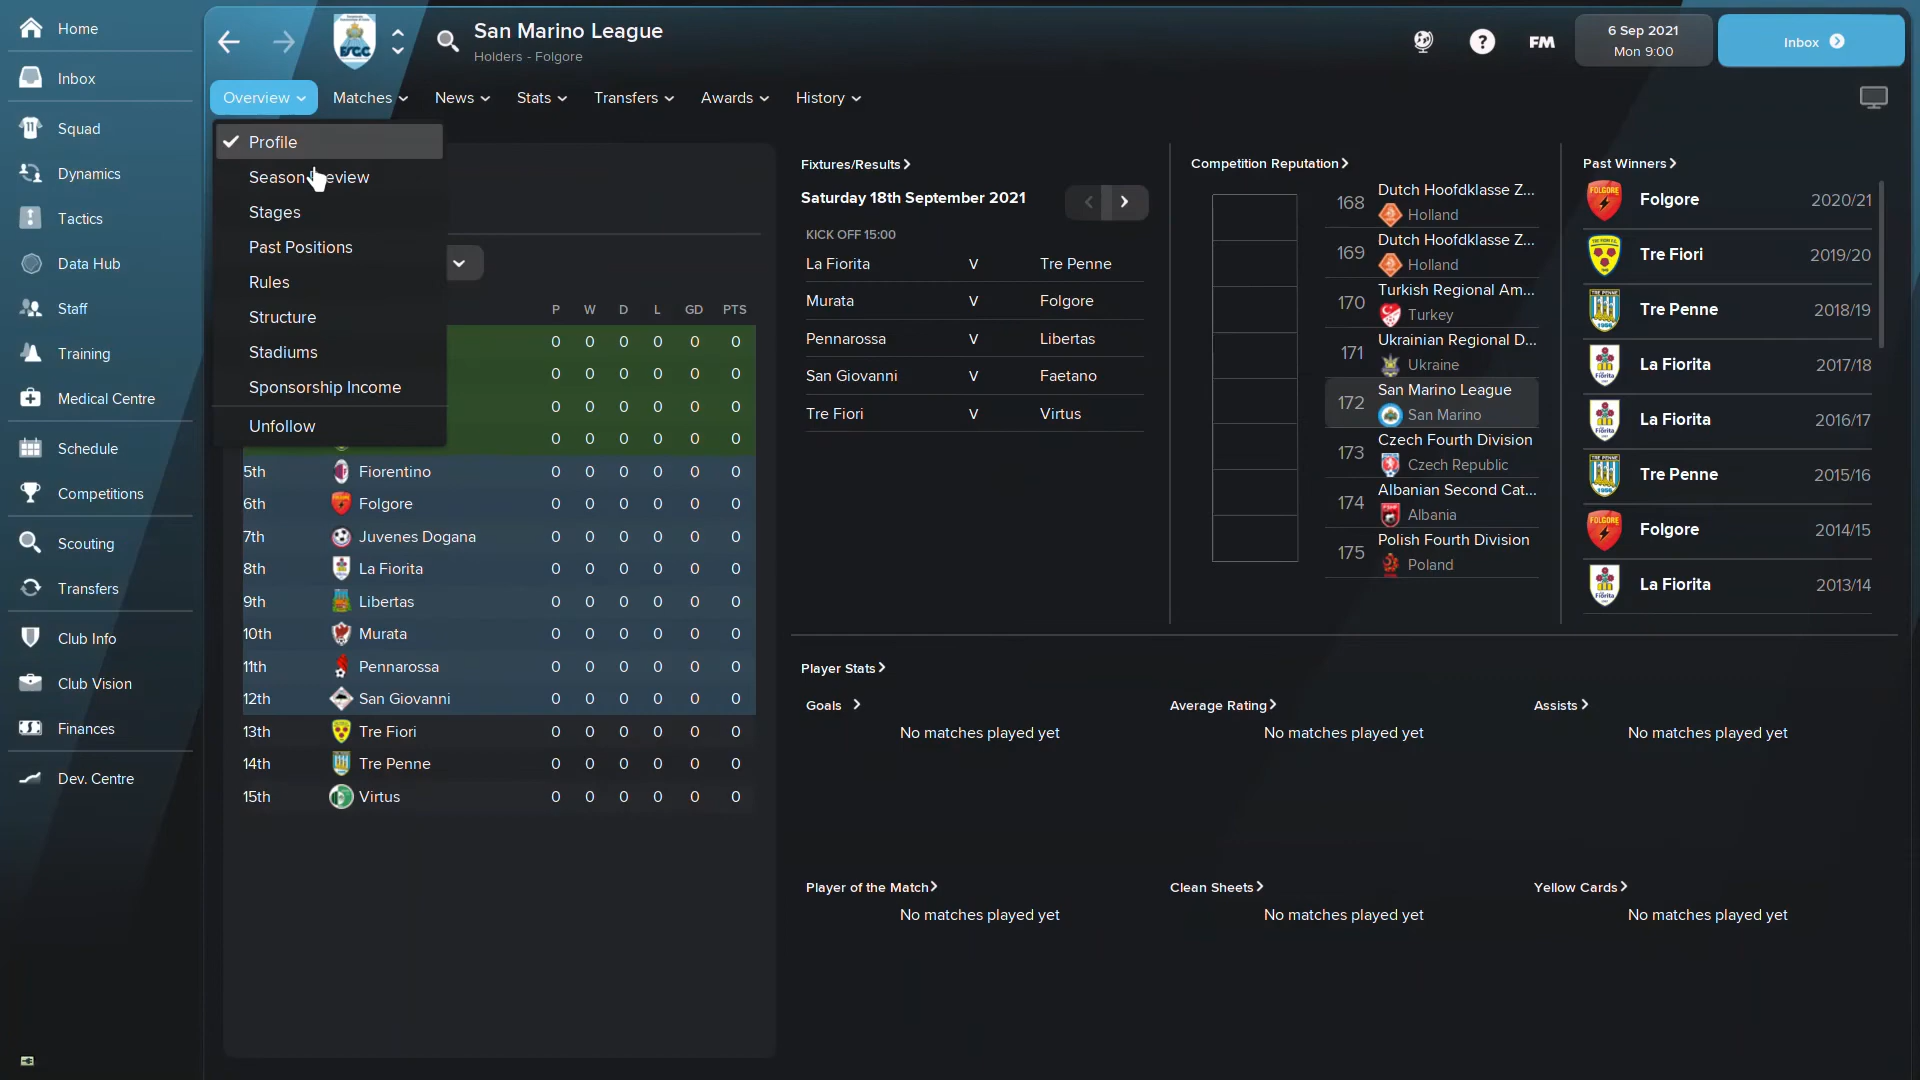 Home
Inbox
Squad
Dynamics
Tactics
Data Hub
Staff
Training
Medical Centre
Schedule
Competitions
Scouting
Transfers
Club Info
Club Vision
Finances
Dev. Centre
San Marino League
Holders - Folgore
FM
6 Sep 2021
Mon 9:00
Inbox
Overview
Matches
News
Stats
Transfers
Awards
History
Profile
Season
Stages
Past Positions
Rules
Structure
Stadiums
Sponsorship Income
Unfollow
P W D L GD PTS
0 0 0 0 0 0
0 0 0 0 0 0
0 0 0 0 0 0
0 0 0 0 0 0
5th Fiorentino 0 0 0 0 0 0
6th Folgore 0 0 0 0 0 0
7th Juvenes Dogana 0 0 0 0 0 0
8th La Fiorita 0 0 0 0 0 0
9th Libertas 0 0 0 0 0 0
10th Murata 0 0 0 0 0 0
11th Pennarossa 0 0 0 0 0 0
12th San Giovanni 0 0 0 0 0 0
13th Tre Fiori 0 0 0 0 0 0
14th Tre Penne 0 0 0 0 0 0
15th Virtus 0 0 0 0 0 0
Fixtures/Results
Saturday 18th September 2021
KICK OFF 15:00
La Fiorita V Tre Penne
Murata V Folgore
Pennarossa V Libertas
San Giovanni V Faetano
Tre Fiori V Virtus
Competition Reputation
168 Dutch Hoofdklasse Z...
Holland
169 Dutch Hoofdklasse Z...
Holland
170 Turkish Regional Am...
Turkey
171 Ukrainian Regional D...
Ukraine
172 San Marino League
San Marino
173 Czech Fourth Division
Czech Republic
174 Albanian Second Cat...
Albania
175 Polish Fourth Division
Poland
Past Winners
Folgore 2020/21
Tre Fiori 2019/20
Tre Penne 2018/19
La Fiorita 2017/18
La Fiorita 2016/17
Tre Penne 2015/16
Folgore 2014/15
La Fiorita 2013/14
Player Stats
Goals
No matches played yet
Average Rating
No matches played yet
Assists
No matches played yet
Player of the Match
No matches played yet
Clean Sheets
No matches played yet
Yellow Cards
No matches played yet